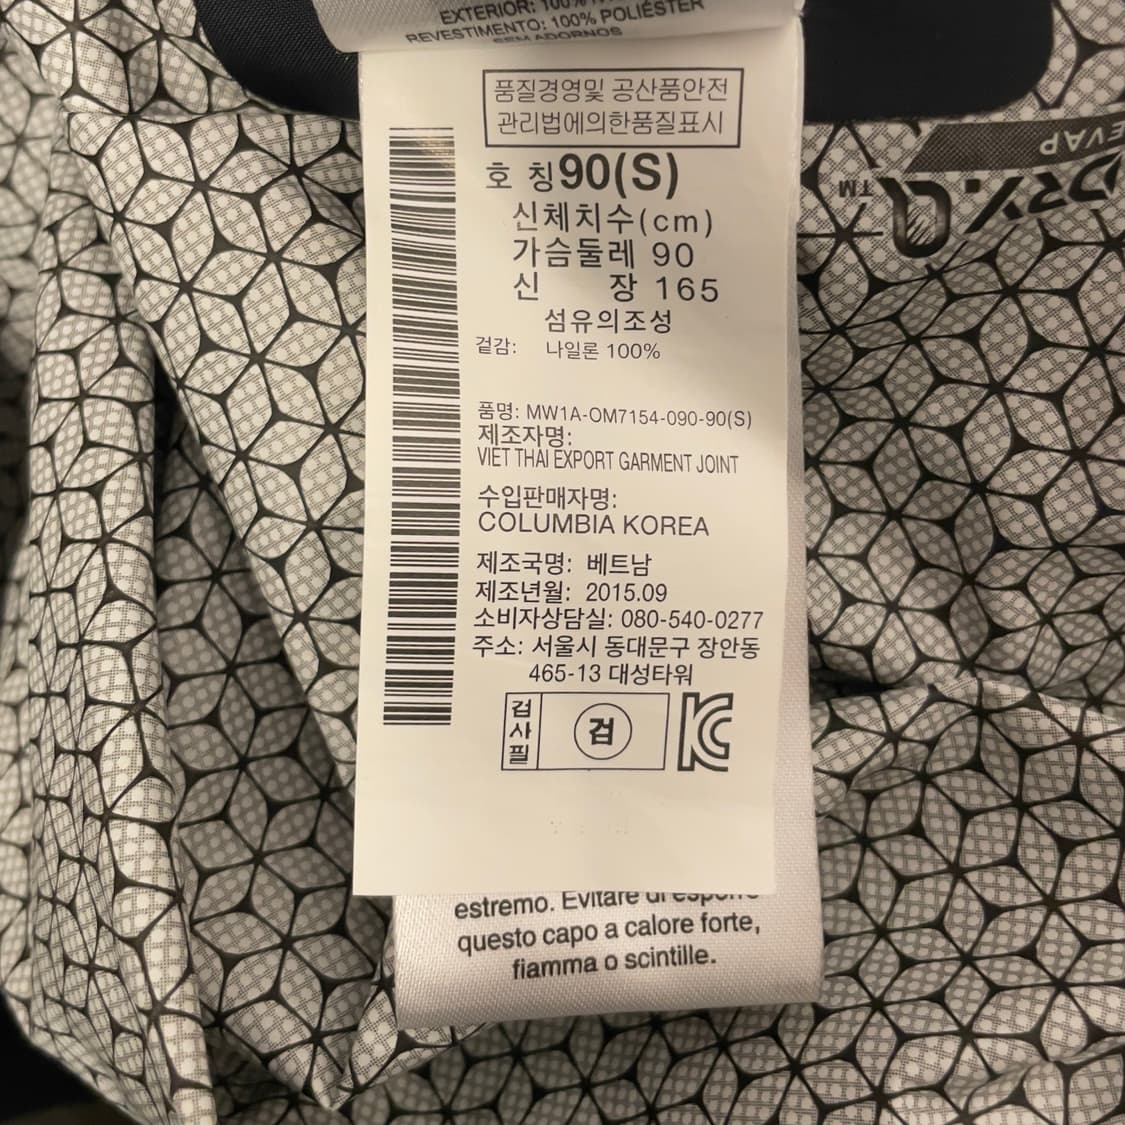 EXTERIOR: 100%
REVESTIMENTO: 100% POLIÉSTER
SEM ADORNOS
품질경영및 공산품안전
관리법에의한품질표시
호 칭90(S)
신체치수(cm)
가슴둘레 90
신 장 165
섬유의조성
겉감: 나일론 100%
품명: MW1A-OM7154-090-90(S)
제조자명:
VIET THAI EXPORT GARMENT JOINT
수입판매자명:
COLUMBIA KOREA
제조국명: 베트남
제조년월: 2015.09
소비자상담실: 080-540-0277
주소: 서울시 동대문구 장안동
465-13 대성타워
검사필
검
KC
estremo. Evitare di esporre
questo capo a calore forte,
fiamma o scintille.
DRY.Q™
EVAP